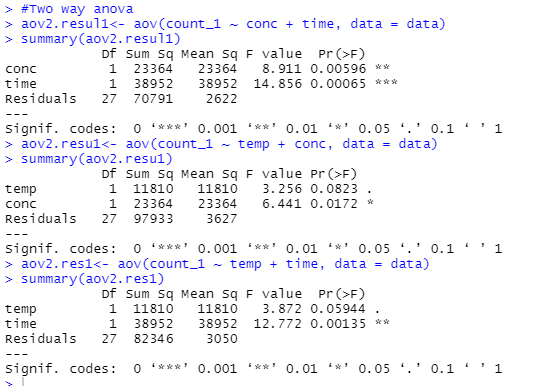 > #Two way anova
> aov2.resul1<- aov(count_1 ~ conc + time, data = data)
> summary(aov2.resul1)
            Df Sum Sq Mean Sq F value  Pr(>F)
conc         1  23364   23364   8.911 0.00596 **
time         1  38952   38952  14.856 0.00065 ***
Residuals   27  70791    2622
---
Signif. codes:  0 ‘***’ 0.001 ‘**’ 0.01 ‘*’ 0.05 ‘.’ 0.1 ‘ ’ 1
> aov2.resu1<- aov(count_1 ~ temp + conc, data = data)
> summary(aov2.resu1)
            Df Sum Sq Mean Sq F value Pr(>F)
temp         1  11810   11810   3.256 0.0823 .
conc         1  23364   23364   6.441 0.0172 *
Residuals   27  97933    3627
---
Signif. codes:  0 ‘***’ 0.001 ‘**’ 0.01 ‘*’ 0.05 ‘.’ 0.1 ‘ ’ 1
> aov2.res1<- aov(count_1 ~ temp + time, data = data)
> summary(aov2.res1)
            Df Sum Sq Mean Sq F value  Pr(>F)
temp         1  11810   11810   3.872 0.05944 .
time         1  38952   38952  12.772 0.00135 **
Residuals   27  82346    3050
---
Signif. codes:  0 ‘***’ 0.001 ‘**’ 0.01 ‘*’ 0.05 ‘.’ 0.1 ‘ ’ 1
>